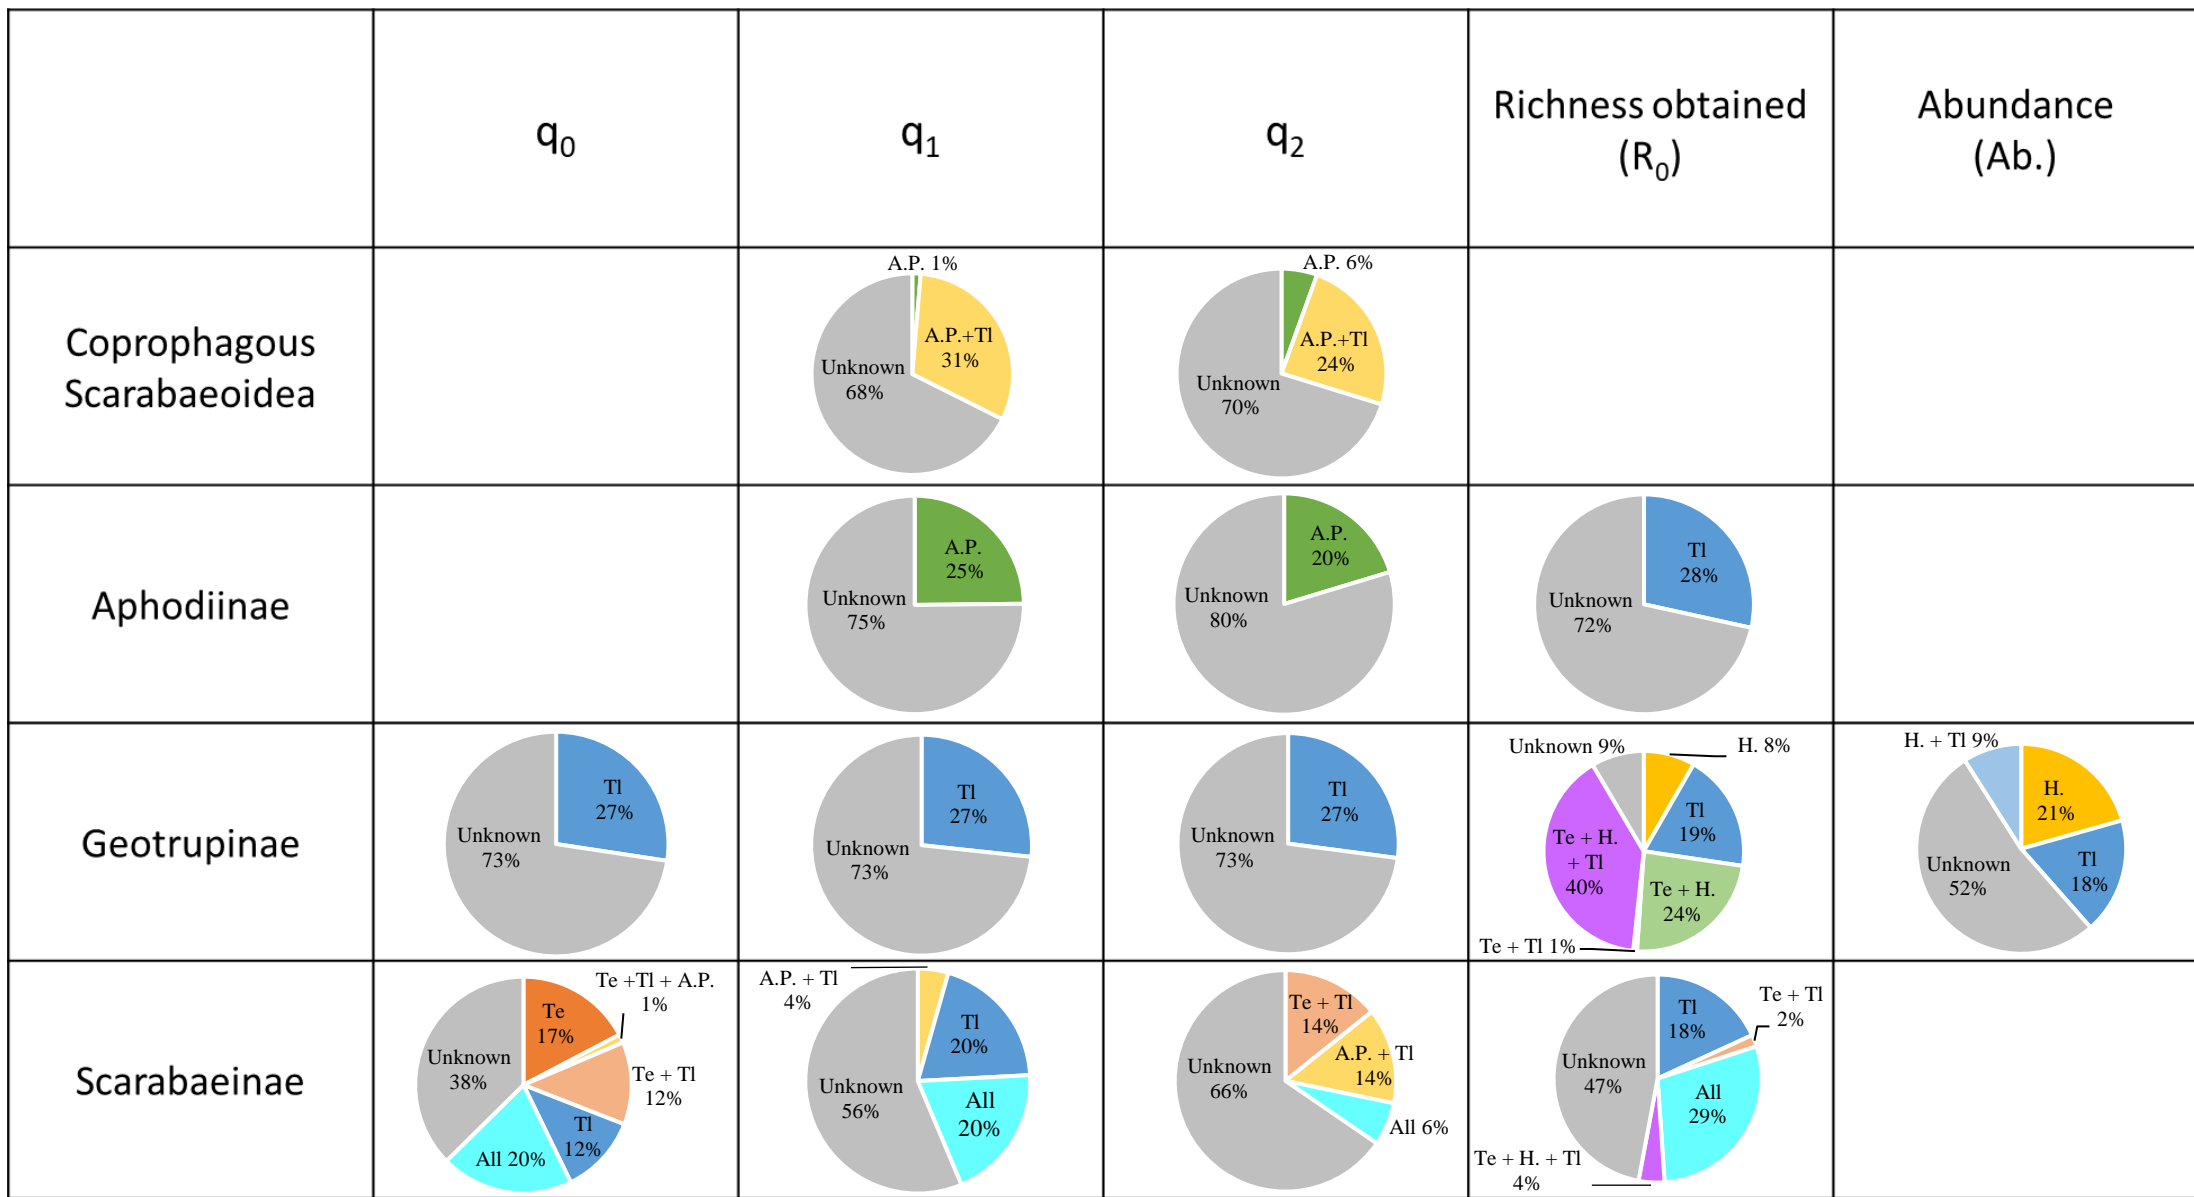 q0
q1
q2
Richness obtained
(R0)
Abundance
(Ab.)
Coprophagous
Scarabaeoidea
A.P. 1%
A.P.+Tl
31%
Unknown
68%
A.P. 6%
A.P.+Tl
24%
Unknown
70%
Aphodiinae
A.P.
25%
Unknown
75%
A.P.
20%
Unknown
80%
Tl
28%
Unknown
72%
Geotrupinae
Tl
27%
Unknown
73%
Tl
27%
Unknown
73%
Tl
27%
Unknown
73%
Unknown 9%
H. 8%
Tl
19%
Te + H.
+ Tl
40%
Te + H.
24%
Te + Tl 1%
H. + Tl 9%
H.
21%
Unknown
52%
Tl
18%
Scarabaeinae
Te
17%
Te +Tl + A.P.
1%
Unknown
38%
Te + Tl
12%
Tl
12%
All 20%
A.P. + Tl
4%
Tl
20%
Unknown
56%
All
20%
Te + Tl
14%
A.P. + Tl
14%
Unknown
66%
All 6%
Tl
18%
Te + Tl
2%
Unknown
47%
All
29%
Te + H. + Tl
4%